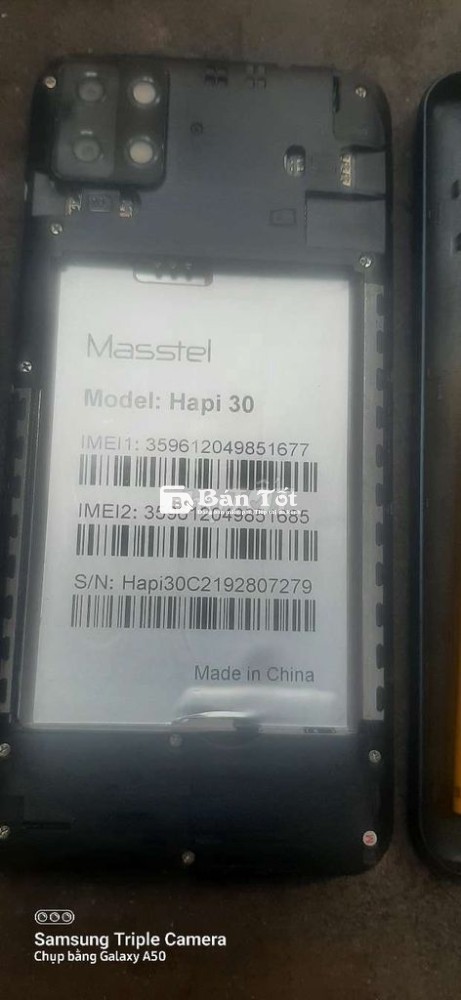 Masstel
Model: Hapi 30
IMEI1: 359612049851677
Bán Tốt
IMEI2: 359612049851685
S/N: Hapi30C2192807279
Made in China
Samsung Triple Camera
Chụp bằng Galaxy A50